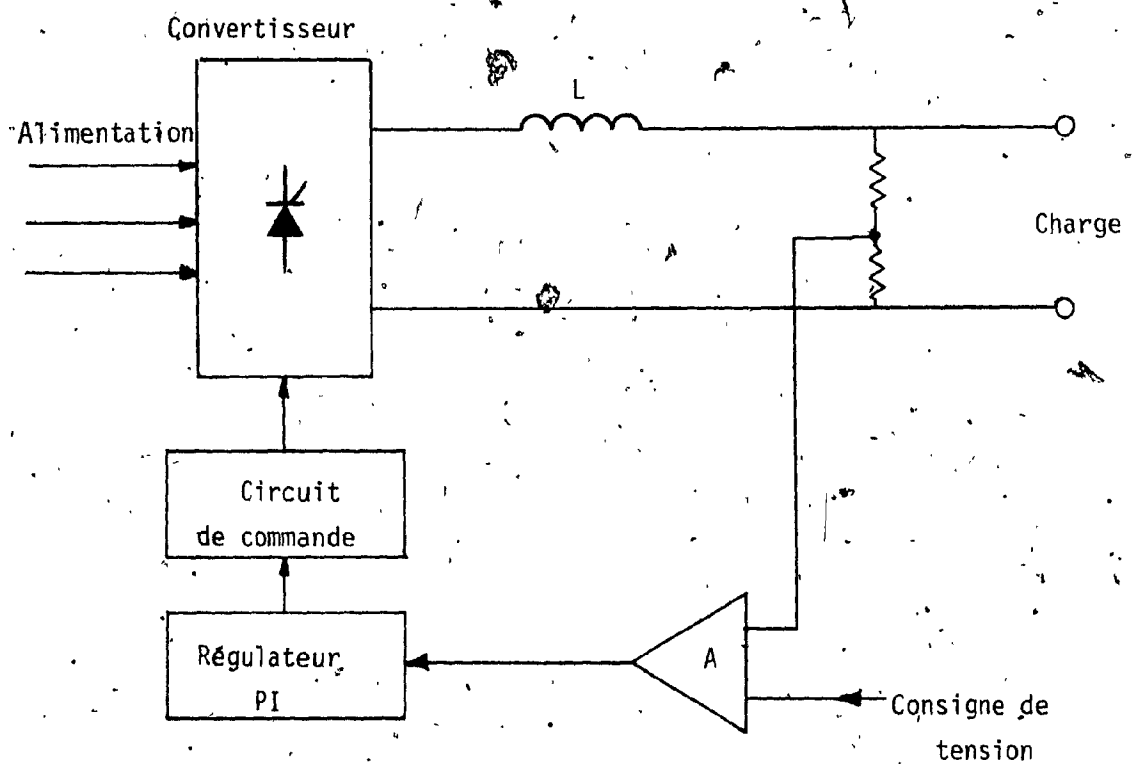 Convertisseur
L
Alimentation
Charge
Circuit
de commande
Régulateur
PI
A
Consigne de
tension